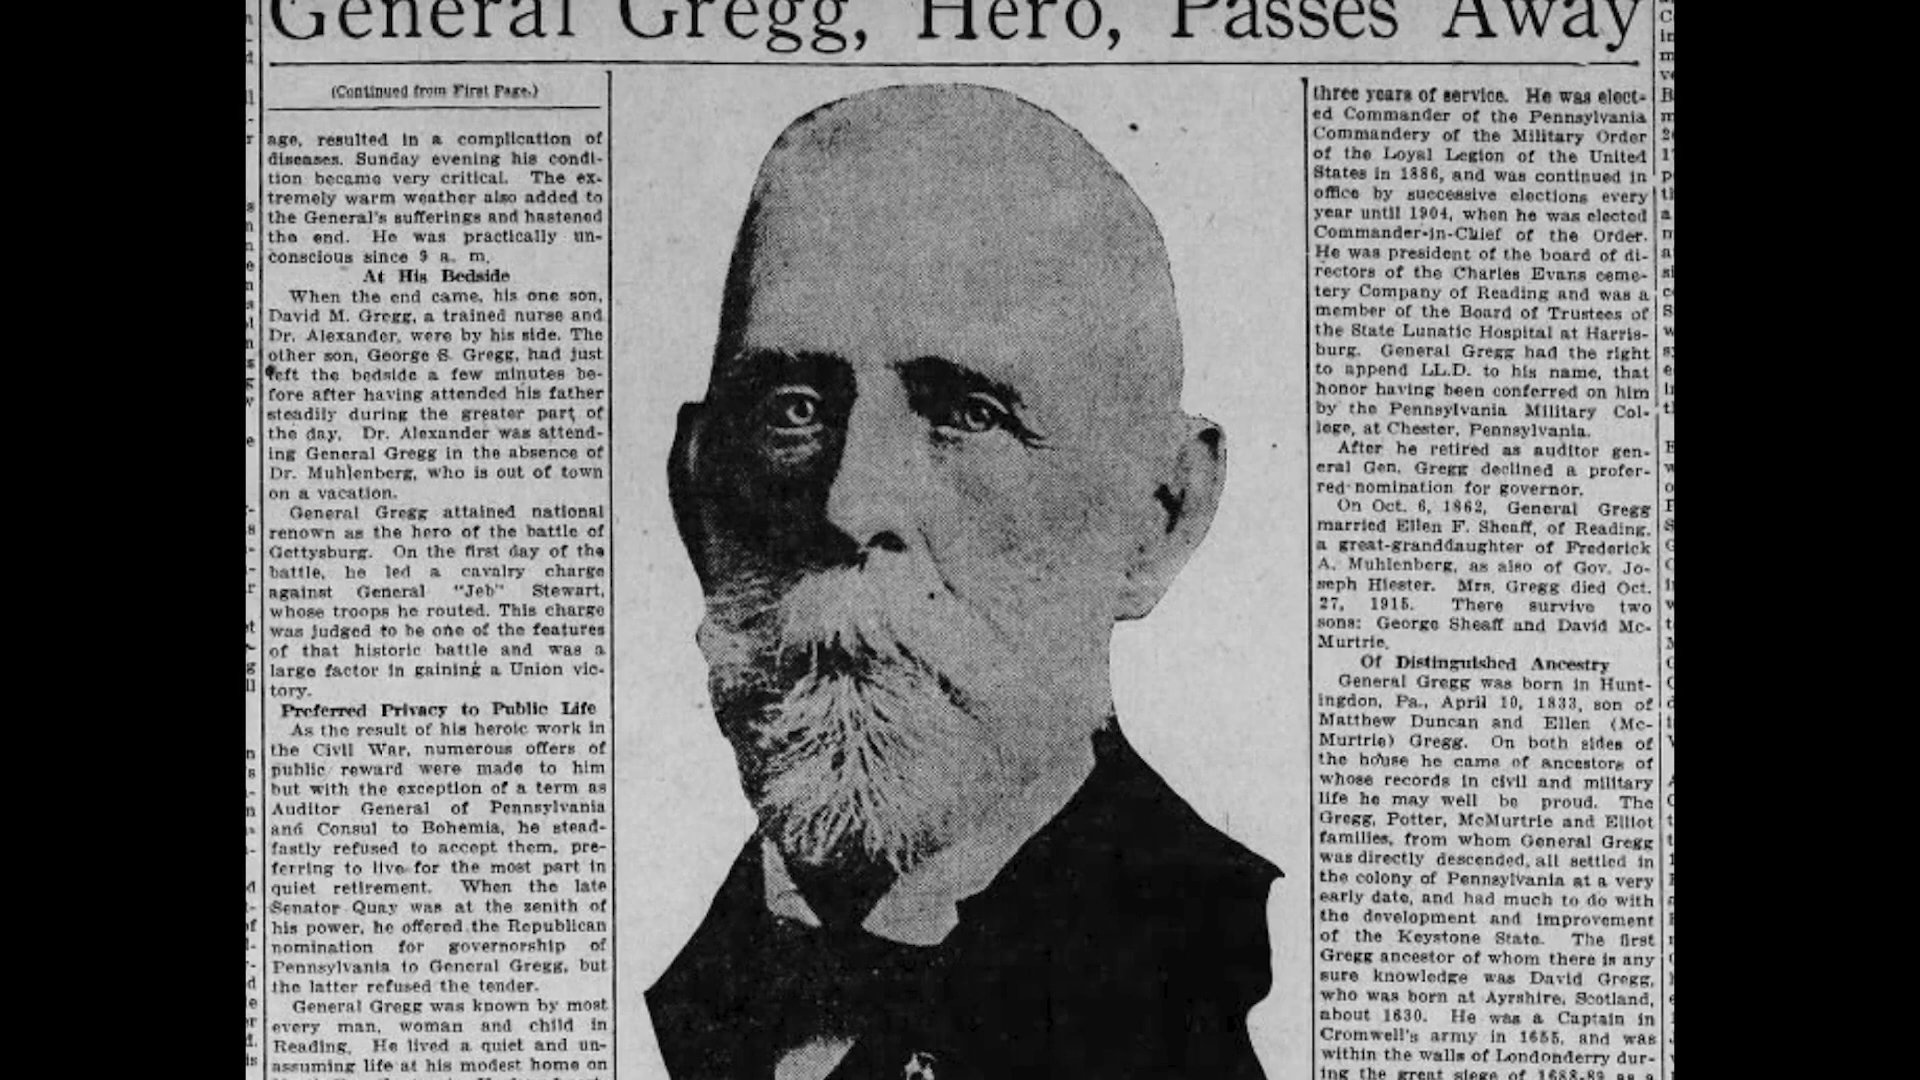 General Gregg, Hero, Passes Away
(Continued from First Page.)
age, resulted in a complication of
diseases. Sunday evening his condi-
tion became very critical. The ex-
tremely warm weather also added to
the General's sufferings and hastened
the end. He was practically un-
conscious since 9 a. m.
At His Bedside
When the end came, his one son,
David M. Gregg, a trained nurse and
Dr. Alexander, were by his side. The
other son, George S. Gregg, had just
left the bedside a few minutes be-
fore after having attended his father
steadily during the greater part of
the day. Dr. Alexander was attend-
ing General Gregg in the absence of
Dr. Muhlenberg, who is out of town
on a vacation.
General Gregg attained national
renown as the hero of the battle of
Gettysburg. On the first day of the
battle, he led a cavalry charge
against General "Jeb" Stewart,
whose troops he routed. This charge
was judged to be one of the features
of that historic battle and was a
large factor in gaining a Union vic-
tory.
Preferred Privacy to Public Life
As the result of his heroic work in
the Civil War, numerous offers of
public reward were made to him
but with the exception of a term as
Auditor General of Pennsylvania
and Consul to Bohemia, he stead-
fastly refused to accept them, pre-
ferring to live for the most part in
quiet retirement. When the late
Senator Quay was at the zenith of
his power, he offered the Republican
nomination for governorship of
Pennsylvania to General Gregg, but
the latter refused the tender.
General Gregg was known by most
every man, woman and child in
Reading. He lived a quiet and un-
assuming life at his modest home on
three years of service. He was elect-
ed Commander of the Pennsylvania
Commandery of the Military Order
of the Loyal Legion of the United
States in 1886, and was continued in
office by successive elections every
year until 1904, when he was elected
Commander-in-Chief of the Order.
He was president of the board of di-
rectors of the Charles Evans ceme-
tery Company of Reading and was a
member of the Board of Trustees of
the State Lunatic Hospital at Harris-
burg. General Gregg had the right
to append LL.D. to his name, that
honor having been conferred on him
by the Pennsylvania Military Col-
lege, at Chester, Pennsylvania.
After he retired as auditor gen-
eral Gen. Gregg declined a profer-
red nomination for governor.
On Oct. 6, 1862, General Gregg
married Ellen F. Sheaff, of Reading,
a great-granddaughter of Frederick
A. Muhlenberg, as also of Gov. Jo-
seph Hiester. Mrs. Gregg died Oct.
27, 1915. There survive two
sons: George Sheaff and David Mc-
Murtrie.
Of Distinguished Ancestry
General Gregg was born in Hunt-
ingdon, Pa., April 10, 1833, son of
Matthew Duncan and Ellen (Mc-
Murtrie) Gregg. On both sides of
the house he came of ancestors of
whose records in civil and military
life he may well be proud. The
Gregg, Potter, McMurtrie and Elliot
families, from whom General Gregg
was directly descended, all settled in
the colony of Pennsylvania at a very
early date, and had much to do with
the development and improvement
of the Keystone State. The first
Gregg ancestor of whom there is any
sure knowledge was David Gregg,
who was born at Ayrshire, Scotland,
about 1630. He was a Captain in
Cromwell's army in 1655, and was
within the walls of Londonderry dur-
ing the great siege of 1688-89 as a